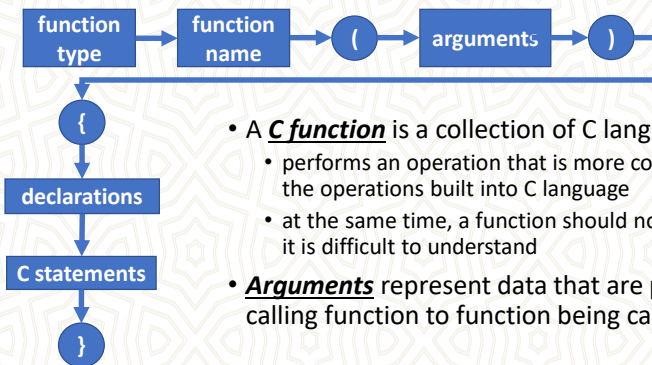 function type
function name
(
arguments
)
{
declarations
C statements
}
• A C function is a collection of C lang
• performs an operation that is more co
the operations built into C language
• at the same time, a function should no
it is difficult to understand
• Arguments represent data that are p
calling function to function being ca